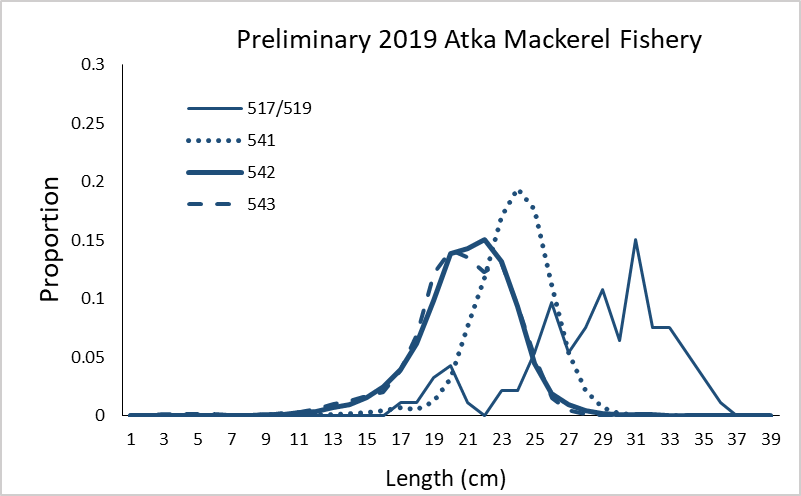 Preliminary 2019 Atka Mackerel Fishery
0.3
0.25
0.2
0.15
0.1
0.05
0
Proportion
517/519
541
542
543
1 3 5 7 9 11 13 15 17 19 21 23 25 27 29 31 33 35 37 39
Length (cm)